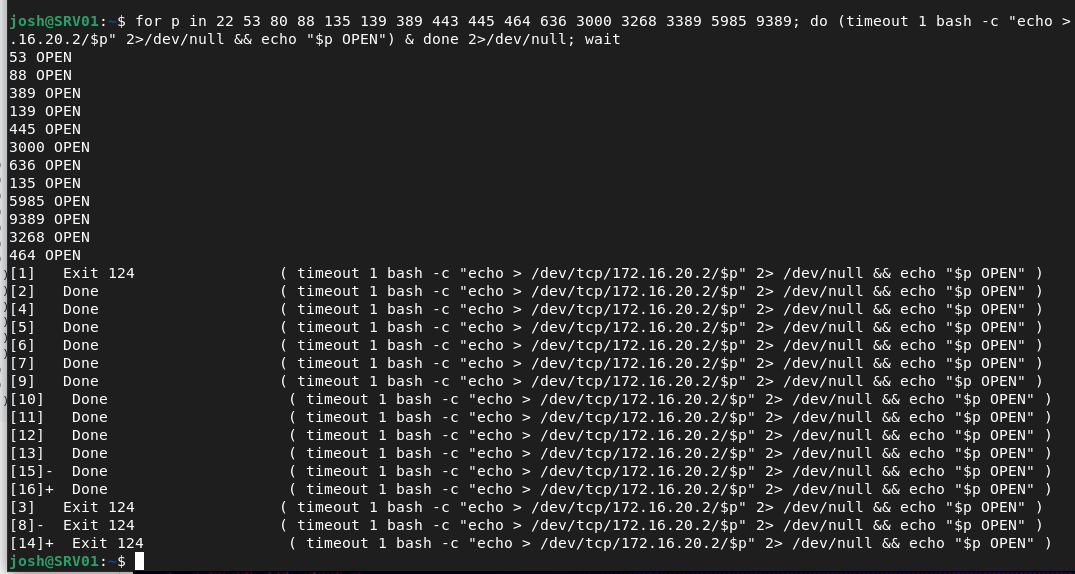 josh@SRV01:~$ for p in 22 53 80 88 135 139 389 443 445 464 636 3000 3268 3389 5985 9389; do (timeout 1 bash -c "echo >
.16.20.2/$p" 2>/dev/null && echo "$p OPEN") & done 2>/dev/null; wait
53 OPEN
88 OPEN
389 OPEN
139 OPEN
445 OPEN
3000 OPEN
636 OPEN
135 OPEN
5985 OPEN
9389 OPEN
3268 OPEN
464 OPEN
[1]   Exit 124                ( timeout 1 bash -c "echo > /dev/tcp/172.16.20.2/$p" 2> /dev/null && echo "$p OPEN" )
[2]   Done                    ( timeout 1 bash -c "echo > /dev/tcp/172.16.20.2/$p" 2> /dev/null && echo "$p OPEN" )
[4]   Done                    ( timeout 1 bash -c "echo > /dev/tcp/172.16.20.2/$p" 2> /dev/null && echo "$p OPEN" )
[5]   Done                    ( timeout 1 bash -c "echo > /dev/tcp/172.16.20.2/$p" 2> /dev/null && echo "$p OPEN" )
[6]   Done                    ( timeout 1 bash -c "echo > /dev/tcp/172.16.20.2/$p" 2> /dev/null && echo "$p OPEN" )
[7]   Done                    ( timeout 1 bash -c "echo > /dev/tcp/172.16.20.2/$p" 2> /dev/null && echo "$p OPEN" )
[9]   Done                    ( timeout 1 bash -c "echo > /dev/tcp/172.16.20.2/$p" 2> /dev/null && echo "$p OPEN" )
[10]   Done                    ( timeout 1 bash -c "echo > /dev/tcp/172.16.20.2/$p" 2> /dev/null && echo "$p OPEN" )
[11]   Done                    ( timeout 1 bash -c "echo > /dev/tcp/172.16.20.2/$p" 2> /dev/null && echo "$p OPEN" )
[12]   Done                    ( timeout 1 bash -c "echo > /dev/tcp/172.16.20.2/$p" 2> /dev/null && echo "$p OPEN" )
[13]   Done                    ( timeout 1 bash -c "echo > /dev/tcp/172.16.20.2/$p" 2> /dev/null && echo "$p OPEN" )
[15]-  Done                    ( timeout 1 bash -c "echo > /dev/tcp/172.16.20.2/$p" 2> /dev/null && echo "$p OPEN" )
[16]+  Done                    ( timeout 1 bash -c "echo > /dev/tcp/172.16.20.2/$p" 2> /dev/null && echo "$p OPEN" )
[3]   Exit 124                ( timeout 1 bash -c "echo > /dev/tcp/172.16.20.2/$p" 2> /dev/null && echo "$p OPEN" )
[8]-  Exit 124                ( timeout 1 bash -c "echo > /dev/tcp/172.16.20.2/$p" 2> /dev/null && echo "$p OPEN" )
[14]+  Exit 124                ( timeout 1 bash -c "echo > /dev/tcp/172.16.20.2/$p" 2> /dev/null && echo "$p OPEN" )
josh@SRV01:~$